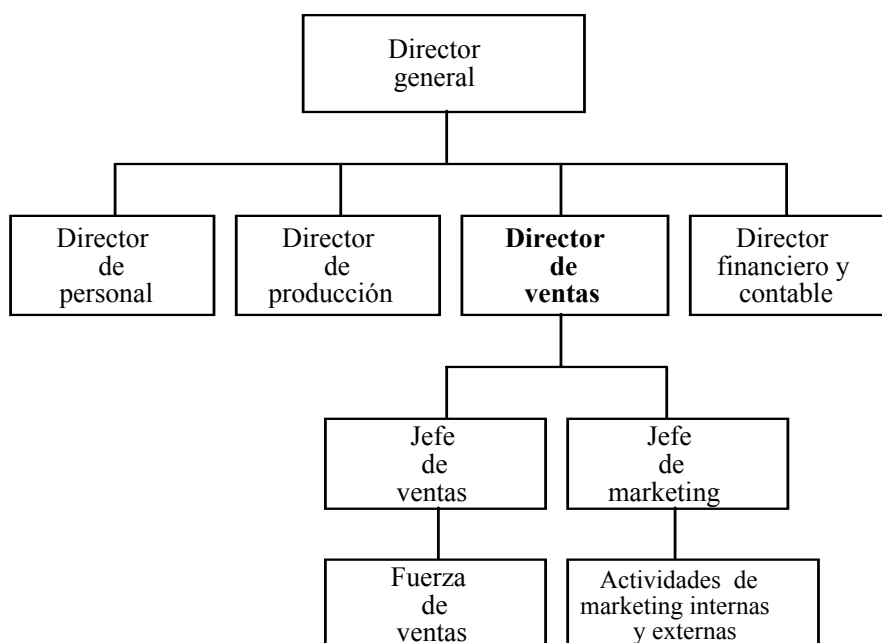 Director
general
Director
de
personal
Director
de
producción
Director
de
ventas
Director
financiero y
contable
Jefe
de
ventas
Jefe
de
marketing
Fuerza
de
ventas
Actividades de
marketing internas
y externas